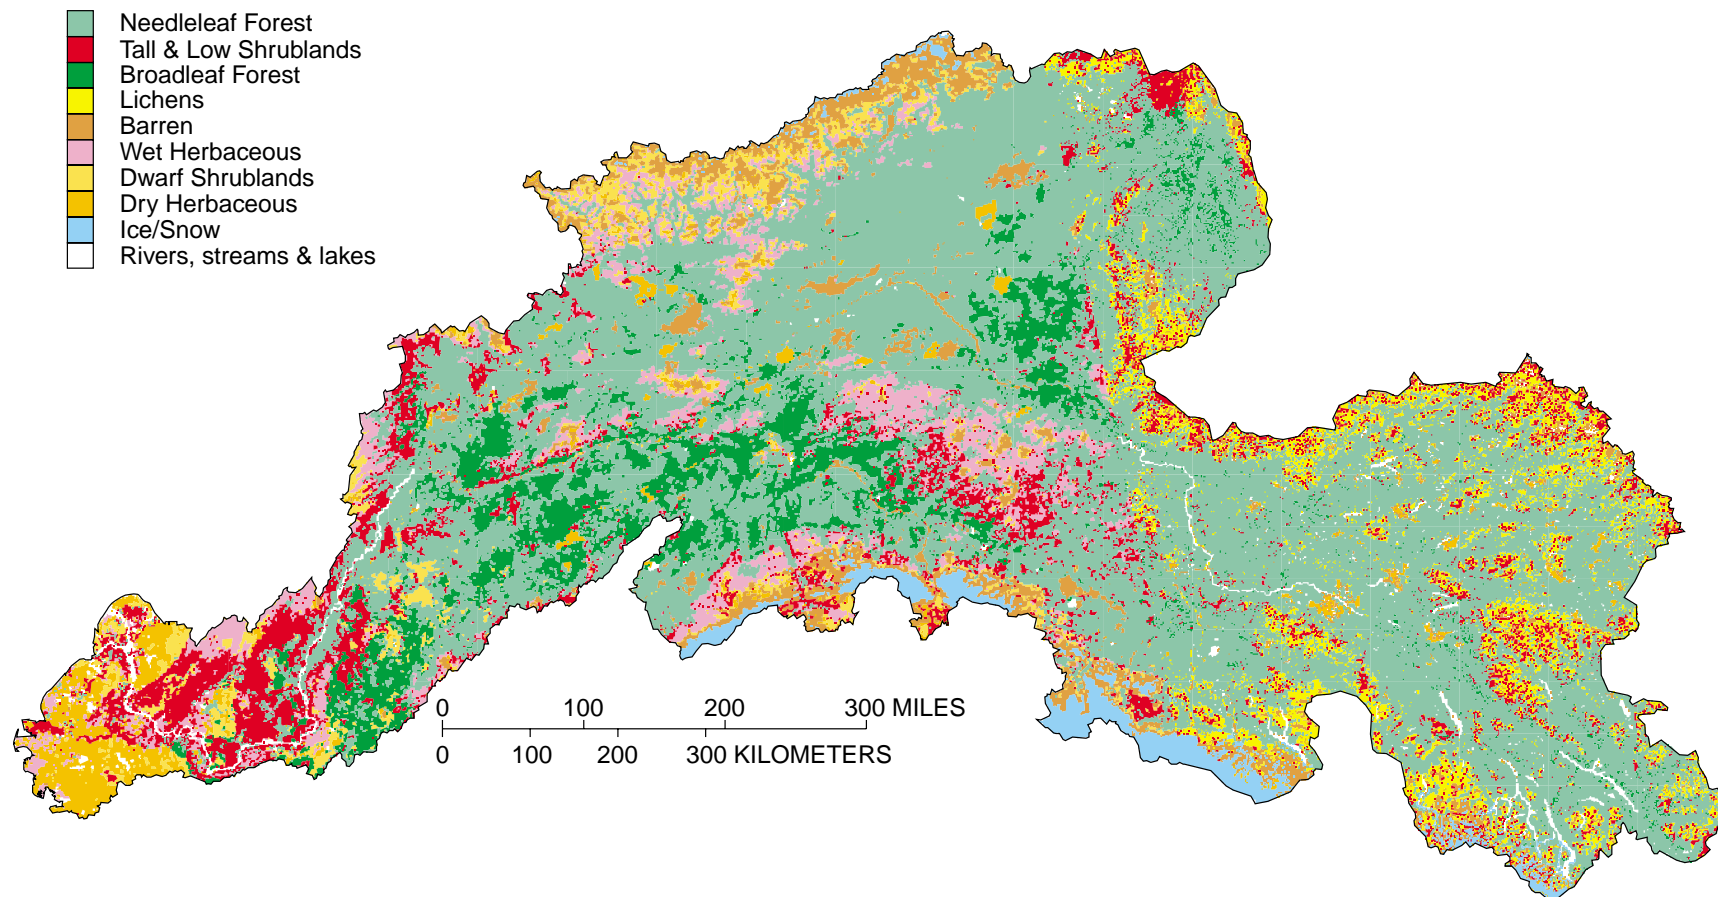 Needleleaf Forest
Tall & Low Shrublands
Broadleaf Forest
Lichens
Barren
Wet Herbaceous
Dwarf Shrublands
Dry Herbaceous
Ice/Snow
Rivers, streams & lakes
0 100 200 300 MILES
0 100 200 300 KILOMETERS